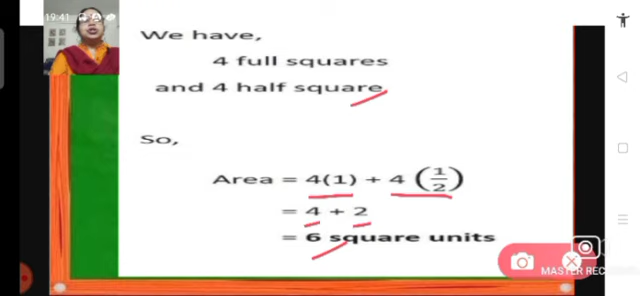 19:41
We have,
4 full squares
and 4 half square
So,
Area = 4(1) + 4 (1/2)
= 4 + 2
= 6 square units
MASTER REC